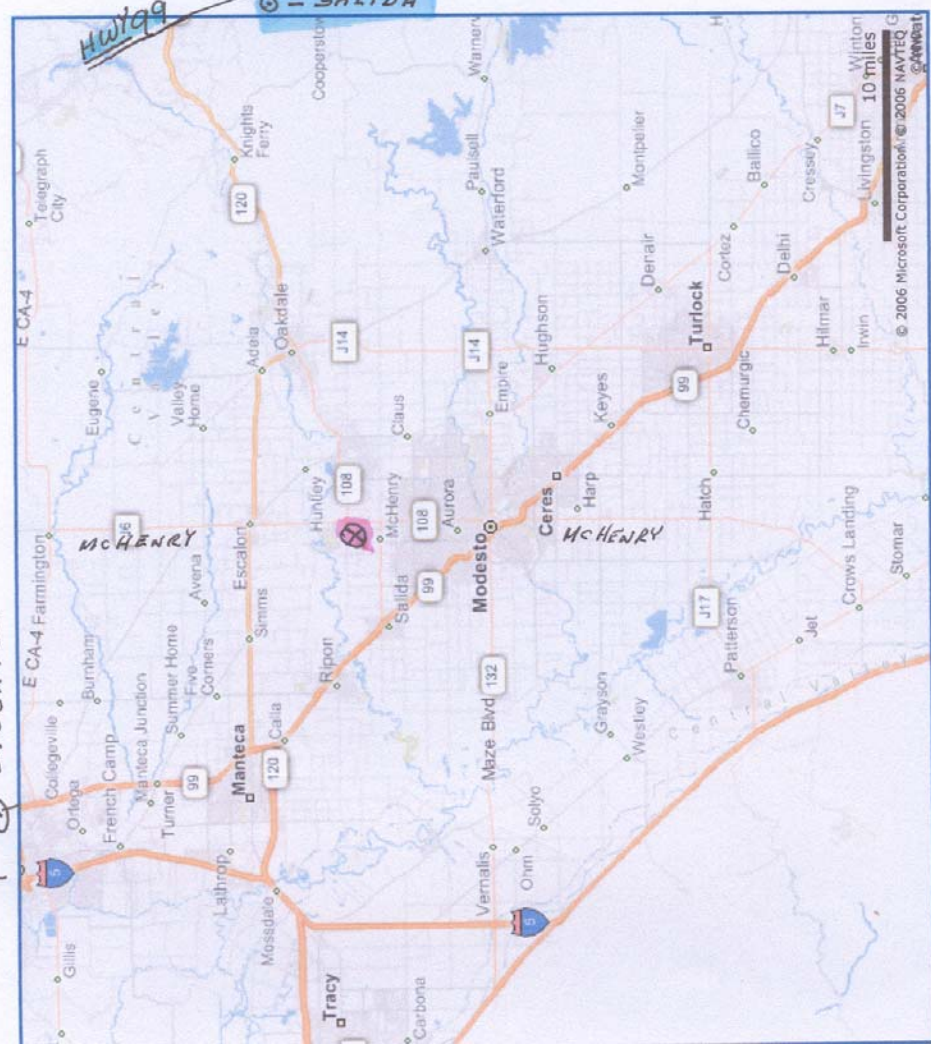 HWY99
⊙ - SALIDA
E CA-4
Telegraph City
Cooperstown
Knights Ferry
Warner
120
Central Valley
Eugene
Valley Home
Adela
Oakdale
J14
Paulsell
Waterford
Montpelier
Winton
Cressey
J7
Ballico
Livingston
10 miles
© 2006 Microsoft Corporation © 2006 NAVTEQ
Cortez
Delhi
Denair
Turlock
Hilmar
Irwin
Hughson
J14
Empire
Claus
Keyes
99
Chemurgic
Huntley
108
McHenry
108
Aurora
Ceres
Harp
Hatch
MCHENRY
Modesto
E CA-4
Farmington
J6
MCHENRY
Escalon
Avena
Simms
Salida
99
Ripon
Crows Landing
Stomar
J17
Patterson
Jet
Collegeville
Burnham
Summer Home
Five Corners
Manteca Junction
Calla
132
Maze Blvd
Grayson
Westley
Central Valley
Ortega
French Camp
Turner
99
Manteca
120
Lathrop
Mossdale
Solyo
Vernalis
Ohm
5
5
Gillis
Tracy
Carbona